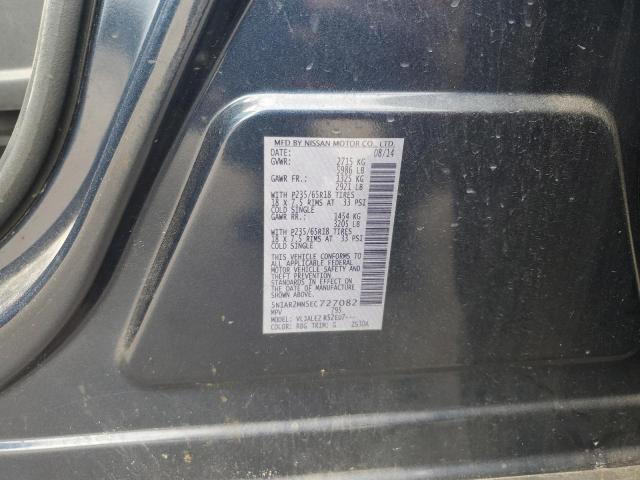 MFD BY NISSAN MOTOR CO., LTD.
DATE: 08/14
GVWR: 2715 KG
5986 LB
GAWR FR.: 1325 KG
2921 LB
WITH P235/65R18 TIRES
18 X 7.5 RIMS AT 33 PSI
COLD SINGLE
GAWR RR.: 1454 KG
3205 LB
WITH P235/65R18 TIRES
18 X 7.5 RIMS AT 33 PSI
COLD SINGLE
THIS VEHICLE CONFORMS TO
ALL APPLICABLE FEDERAL
MOTOR VEHICLE SAFETY AND
THEFT PREVENTION
STANDARDS IN EFFECT ON
THE DATE OF MANUFACTURE
SHOWN ABOVE.
5N1AR2MN5EC727082
MPV 795
MODEL:
COLOR: RBG TRIM: G 2530A